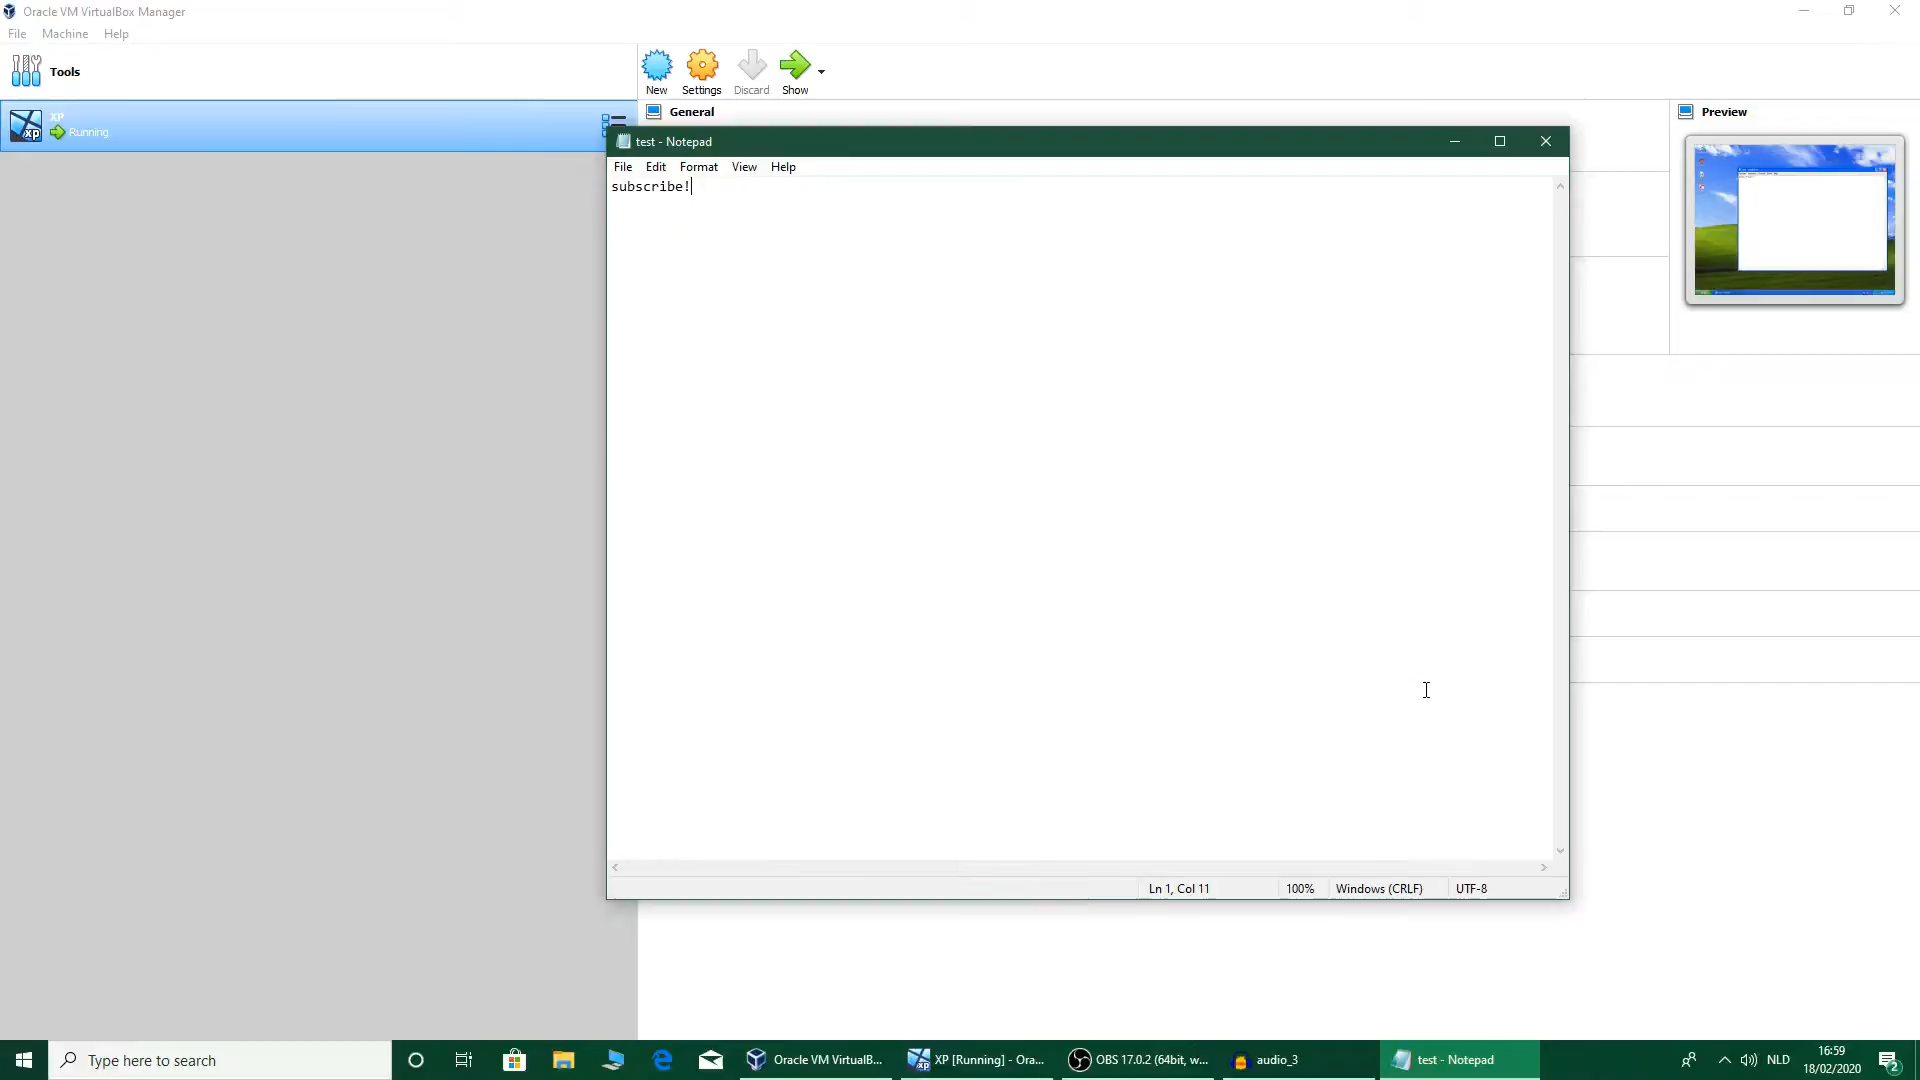 Oracle VM VirtualBox Manager
File Machine Help
Tools
New Settings Discard Show
XP
Running
General
Preview
test - Notepad
File Edit Format View Help
subscribe!
Ln 1, Col 11 100% Windows (CRLF) UTF-8
Type here to search
Oracle VM VirtualB...
XP [Running] - Ora...
OBS 17.0.2 (64bit, w...
audio_3
test - Notepad
NLD
16:59
18/02/2020
2